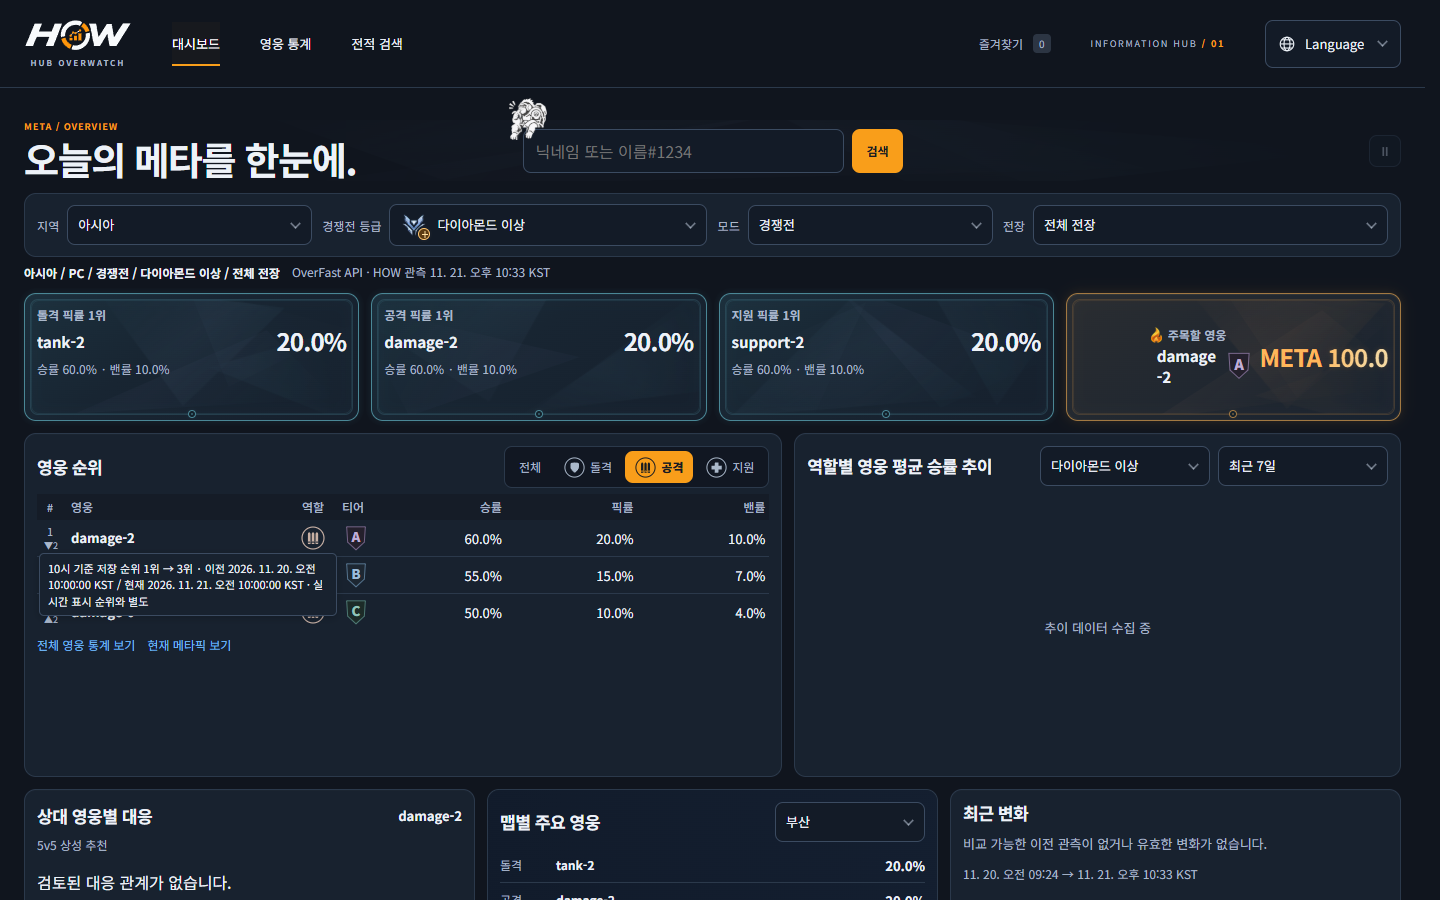 HOW
HUB OVERWATCH
대시보드
영웅 통계
전적 검색
즐겨찾기 0
INFORMATION HUB / 01
Language
META / OVERVIEW
오늘의 메타를 한눈에.
닉네임 또는 이름#1234
검색
지역
아시아
경쟁전 등급
다이아몬드 이상
모드
경쟁전
전장
전체 전장
아시아 / PC / 경쟁전 / 다이아몬드 이상 / 전체 전장 OverFast API · HOW 관측 11. 21. 오후 10:33 KST
돌격 픽률 1위
tank-2
20.0%
승률 60.0% · 밴률 10.0%
공격 픽률 1위
damage-2
20.0%
승률 60.0% · 밴률 10.0%
지원 픽률 1위
support-2
20.0%
승률 60.0% · 밴률 10.0%
주목할 영웅
damage
-2
A
META 100.0
영웅 순위
전체
돌격
공격
지원
# 영웅 역할 티어 승률 픽률 밴률
1 damage-2 A 60.0% 20.0% 10.0%
▼2
10시 기준 저장 순위 1위 → 3위 · 이전 2026. 11. 20. 오전
10:00:00 KST / 현재 2026. 11. 21. 오전 10:00:00 KST · 실
시간 표시 순위와 별도
B 55.0% 15.0% 7.0%
C 50.0% 10.0% 4.0%
▲2
전체 영웅 통계 보기 현재 메타픽 보기
역할별 영웅 평균 승률 추이
다이아몬드 이상
최근 7일
추이 데이터 수집 중
상대 영웅별 대응
damage-2
5v5 상성 추천
검토된 대응 관계가 없습니다.
맵별 주요 영웅
부산
돌격 tank-2 20.0%
공격 damage-2 20.0%
최근 변화
비교 가능한 이전 관측이 없거나 유효한 변화가 없습니다.
11. 20. 오전 09:24 → 11. 21. 오후 10:33 KST